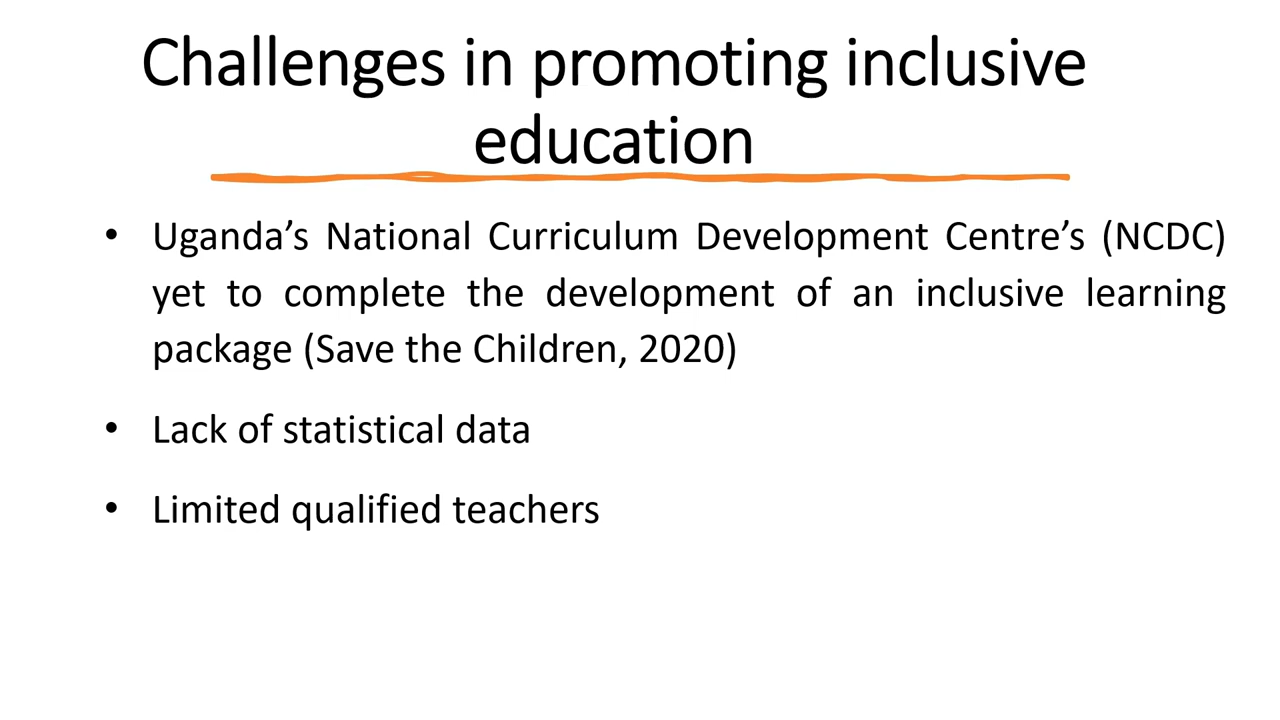 Challenges in promoting inclusive
education
• Uganda’s National Curriculum Development Centre’s (NCDC)
yet to complete the development of an inclusive learning
package (Save the Children, 2020)
• Lack of statistical data
• Limited qualified teachers